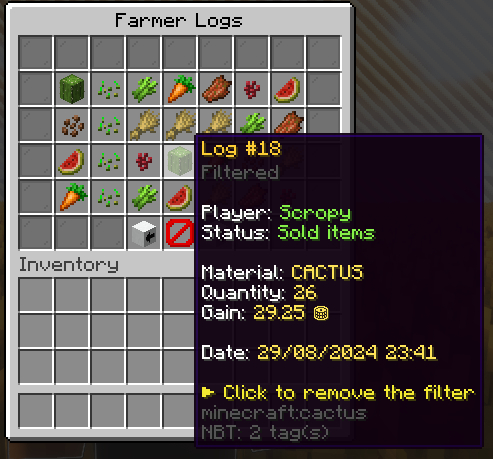 Farmer Logs
Log #18
Filtered
Player: Scropy
Status: Sold items
Material: CACTUS
Quantity: 26
Gain: 29.25
Date: 29/08/2024 23:41
► Click to remove the filter
minecraft:cactus
NBT: 2 tag(s)
Inventory